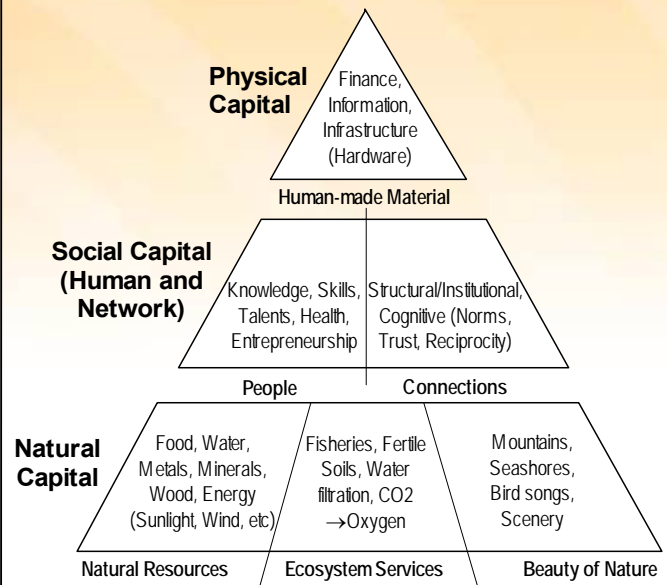 Physical
Capital
Finance,
Information,
Infrastructure
(Hardware)
Human-made Material
Social Capital
(Human and
Network)
Knowledge, Skills,
Talents, Health,
Entrepreneurship
Structural/Institutional,
Cognitive (Norms,
Trust, Reciprocity)
People
Connections
Natural
Capital
Food, Water,
Metals, Minerals,
Wood, Energy
(Sunlight, Wind, etc)
Fisheries, Fertile
Soils, Water
filtration, CO2
→Oxygen
Mountains,
Seashores,
Bird songs,
Scenery
Natural Resources
Ecosystem Services
Beauty of Nature